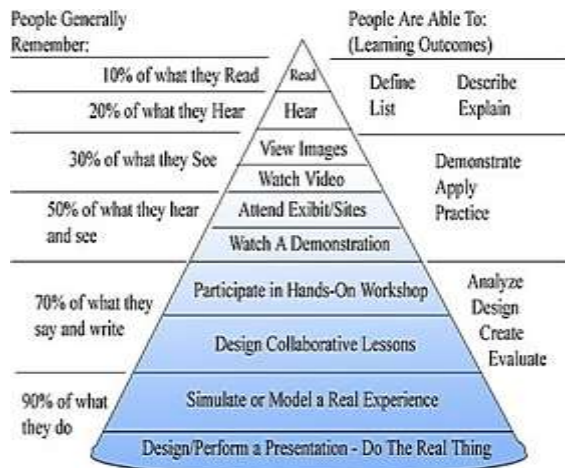 People Generally
Remember:
10% of what they Read
20% of what they Hear
30% of what they See
50% of what they hear
and see
70% of what they
say and write
90% of what
they do
Read
Hear
View Images
Watch Video
Attend Exibit/Sites
Watch A Demonstration
Participate in Hands-On Workshop
Design Collaborative Lessons
Simulate or Model a Real Experience
Design/Perform a Presentation - Do The Real Thing
People Are Able To:
(Learning Outcomes)
Define Describe
List Explain
Demonstrate
Apply
Practice
Analyze
Design
Create
Evaluate